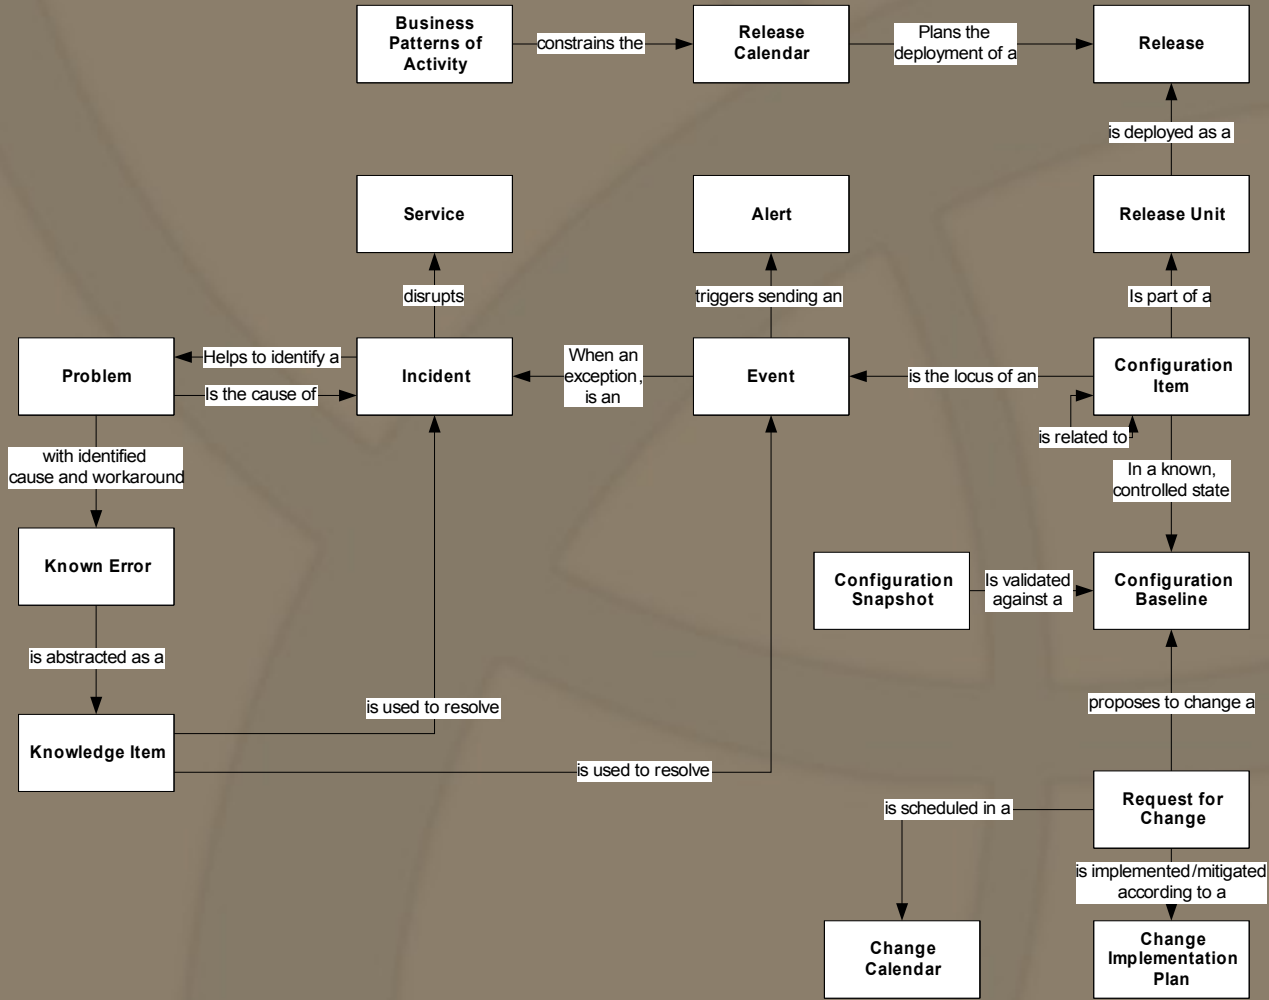 Business
Patterns of
Activity
constrains the
Release
Calendar
Plans the
deployment of a
Release
is deployed as a
Service
Alert
Release Unit
disrupts
triggers sending an
Is part of a
Problem
Helps to identify a
Is the cause of
Incident
When an
exception,
is an
Event
is the locus of an
Configuration
Item
is related to
with identified
cause and workaround
In a known,
controlled state
Known Error
Configuration
Snapshot
Is validated
against a
Configuration
Baseline
is abstracted as a
is used to resolve
proposes to change a
Knowledge Item
is used to resolve
Request for
Change
is scheduled in a
is implemented/mitigated
according to a
Change
Calendar
Change
Implementation
Plan